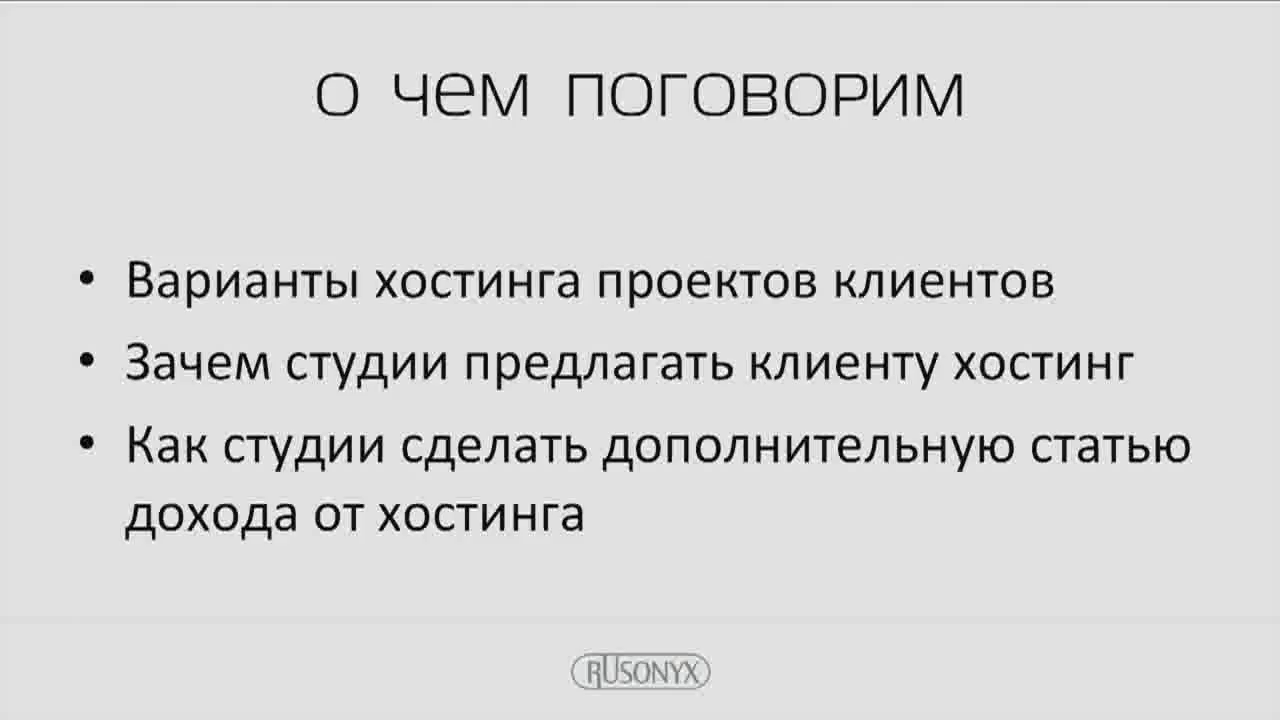 о чем поговорим
• Варианты хостинга проектов клиентов
• Зачем студии предлагать клиенту хостинг
• Как студии сделать дополнительную статью
дохода от хостинга
RUSONYX